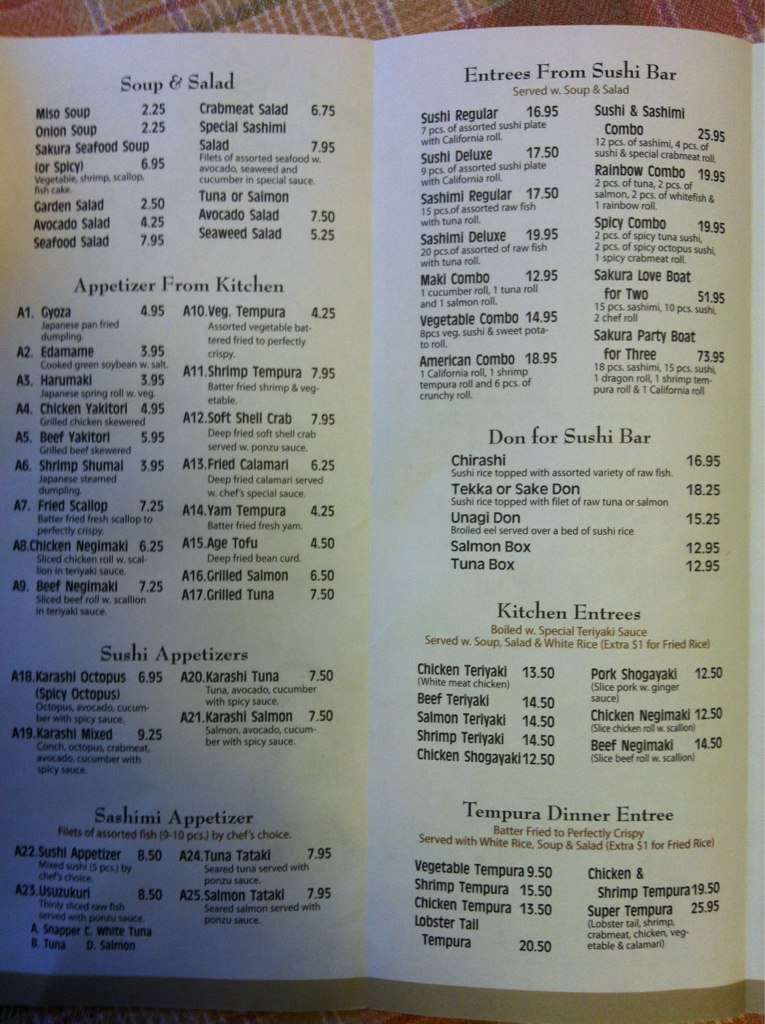 Soup & Salad
Miso Soup 2.25
Onion Soup 2.25
Sakura Seafood Soup
(or Spicy) 6.95
Vegetable, shrimp, scallop,
fish cake.
Garden Salad 2.50
Avocado Salad 4.25
Seafood Salad 7.95
Crabmeat Salad 6.75
Special Sashimi
Salad 7.95
Filets of assorted seafood w.
avocado, seaweed and
cucumber in special sauce.
Tuna or Salmon
Avocado Salad 7.50
Seaweed Salad 5.25
Appetizer From Kitchen
A1. Gyoza 4.95
Japanese pan fried
dumpling.
A2. Edamame 3.95
Cooked green soybean w. salt.
A3. Harumaki 3.95
Japanese spring roll w. veg.
A4. Chicken Yakitori 4.95
Grilled chicken skewered
A5. Beef Yakitori 5.95
Grilled beef skewered
A6. Shrimp Shumai 3.95
Japanese steamed
dumpling.
A7. Fried Scallop 7.25
Batter fried fresh scallop to
perfectly crispy.
A8.Chicken Negimaki 6.25
Sliced chicken roll w. scal-
lion in teriyaki sauce.
A9. Beef Negimaki 7.25
Sliced beef roll w. scallion
in teriyaki sauce.
A10.Veg. Tempura 4.25
Assorted vegetable bat-
tered fried to perfectly
crispy.
A11.Shrimp Tempura 7.95
Batter fried shrimp & veg-
etable.
A12.Soft Shell Crab 7.95
Deep fried soft shell crab
served w. ponzu sauce.
A13.Fried Calamari 6.25
Deep fried calamari served
w. chef's special sauce.
A14.Yam Tempura 4.25
Batter fried fresh yam.
A15.Age Tofu 4.50
Deep fried bean curd.
A16.Grilled Salmon 6.50
A17.Grilled Tuna 7.50
Sushi Appetizers
A18.Karashi Octopus 6.95
(Spicy Octopus)
Octopus, avocado, cucum-
ber with spicy sauce.
A19.Karashi Mixed 9.25
Conch, octopus, crabmeat,
avocado, cucumber with
spicy sauce.
A20.Karashi Tuna 7.50
Tuna, avocado, cucumber
with spicy sauce.
A21.Karashi Salmon 7.50
Salmon, avocado, cucum-
ber with spicy sauce.
Sashimi Appetizer
Filets of assorted fish (9-10 pcs.) by chef's choice.
A22.Sushi Appetizer 8.50
Mixed sushi (5 pcs.) by
chef's choice.
A23.Usuzukuri 8.50
Thinly sliced raw fish
served with ponzu sauce.
A. Snapper C. White Tuna
B. Tuna D. Salmon
A24.Tuna Tataki 7.95
Seared tuna served with
ponzu sauce.
A25.Salmon Tataki 7.95
Seared salmon served with
ponzu sauce.
Entrees From Sushi Bar
Served w. Soup & Salad
Sushi Regular 16.95
7 pcs. of assorted sushi plate
with California roll.
Sushi Deluxe 17.50
9 pcs. of assorted sushi plate
with California roll.
Sashimi Regular 17.50
15 pcs.of assorted raw fish
with tuna roll.
Sashimi Deluxe 19.95
20 pcs.of assorted of raw fish
with tuna roll.
Maki Combo 12.95
1 cucumber roll, 1 tuna roll
and 1 salmon roll.
Vegetable Combo 14.95
8pcs veg. sushi & sweet pota-
to roll.
American Combo 18.95
1 California roll, 1 shrimp
tempura roll and 6 pcs. of
crunchy roll.
Sushi & Sashimi
Combo 25.95
12 pcs. of sashimi, 4 pcs. of
sushi & special crabmeat roll.
Rainbow Combo 19.95
2 pcs. of tuna, 2 pcs. of
salmon, 2 pcs. of whitefish &
1 rainbow roll.
Spicy Combo 19.95
2 pcs. of spicy tuna sushi,
2 pcs. of spicy octopus sushi,
1 spicy crabmeat roll.
Sakura Love Boat
for Two 51.95
15 pcs. sashimi, 10 pcs. sushi,
2 chef roll
Sakura Party Boat
for Three 73.95
18 pcs. sashimi, 15 pcs. sushi,
1 dragon roll, 1 shrimp tem-
pura roll & 1 California roll
Don for Sushi Bar
Chirashi 16.95
Sushi rice topped with assorted variety of raw fish.
Tekka or Sake Don 18.25
Sushi rice topped with filet of raw tuna or salmon
Unagi Don 15.25
Broiled eel served over a bed of sushi rice
Salmon Box 12.95
Tuna Box 12.95
Kitchen Entrees
Boiled w. Special Teriyaki Sauce
Served w. Soup, Salad & White Rice (Extra $1 for Fried Rice)
Chicken Teriyaki 13.50
(White meat chicken)
Beef Teriyaki 14.50
Salmon Teriyaki 14.50
Shrimp Teriyaki 14.50
Chicken Shogayaki 12.50
Pork Shogayaki 12.50
(Slice pork w. ginger
sauce)
Chicken Negimaki 12.50
(Slice chicken roll w. scallion)
Beef Negimaki 14.50
(Slice beef roll w. scallion)
Tempura Dinner Entree
Batter Fried to Perfectly Crispy
Served with White Rice, Soup & Salad (Extra $1 for Fried Rice)
Vegetable Tempura 9.50
Shrimp Tempura 15.50
Chicken Tempura 13.50
Lobster Tail
Tempura 20.50
Chicken &
Shrimp Tempura 19.50
Super Tempura 25.95
(Lobster tail, shrimp,
crabmeat, chicken, veg-
etable & calamari)